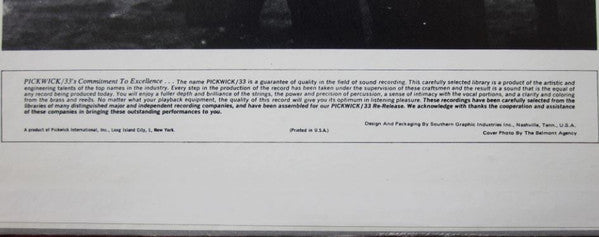 PICKWICK/33's Commitment To Excellence . . . The name PICKWICK/33 is a guarantee of quality in the field of sound recording. This carefully selected library is a product of the artistic and
engineering talents of the top names in the industry. Every step in the production of the record has been taken under the supervision of these craftsmen and the result is a sound that is the equal of
any record being produced today. You will enjoy a fuller depth and brilliance of the strings, the power and precision of percussion, a sense of intimacy with the vocal portions, and a clarity and coloring
from the brass and reeds. No matter what your playback equipment, the quality of this record will give you its optimum in listening pleasure. These recordings have been carefully selected from the
libraries of many distinguished major and independent recording companies, and have been assembled for our PICKWICK/33 Re-Release. We acknowledge with thanks the cooperation and assistance
of these companies in bringing these outstanding performances to you.
Design And Packaging By Southern Graphic Industries Inc., Nashville, Tenn., U.S.A.
A product of Pickwick International, Inc., Long Island City, 1, New York. (Printed in U.S.A.)
Cover Photo By The Belmont Agency